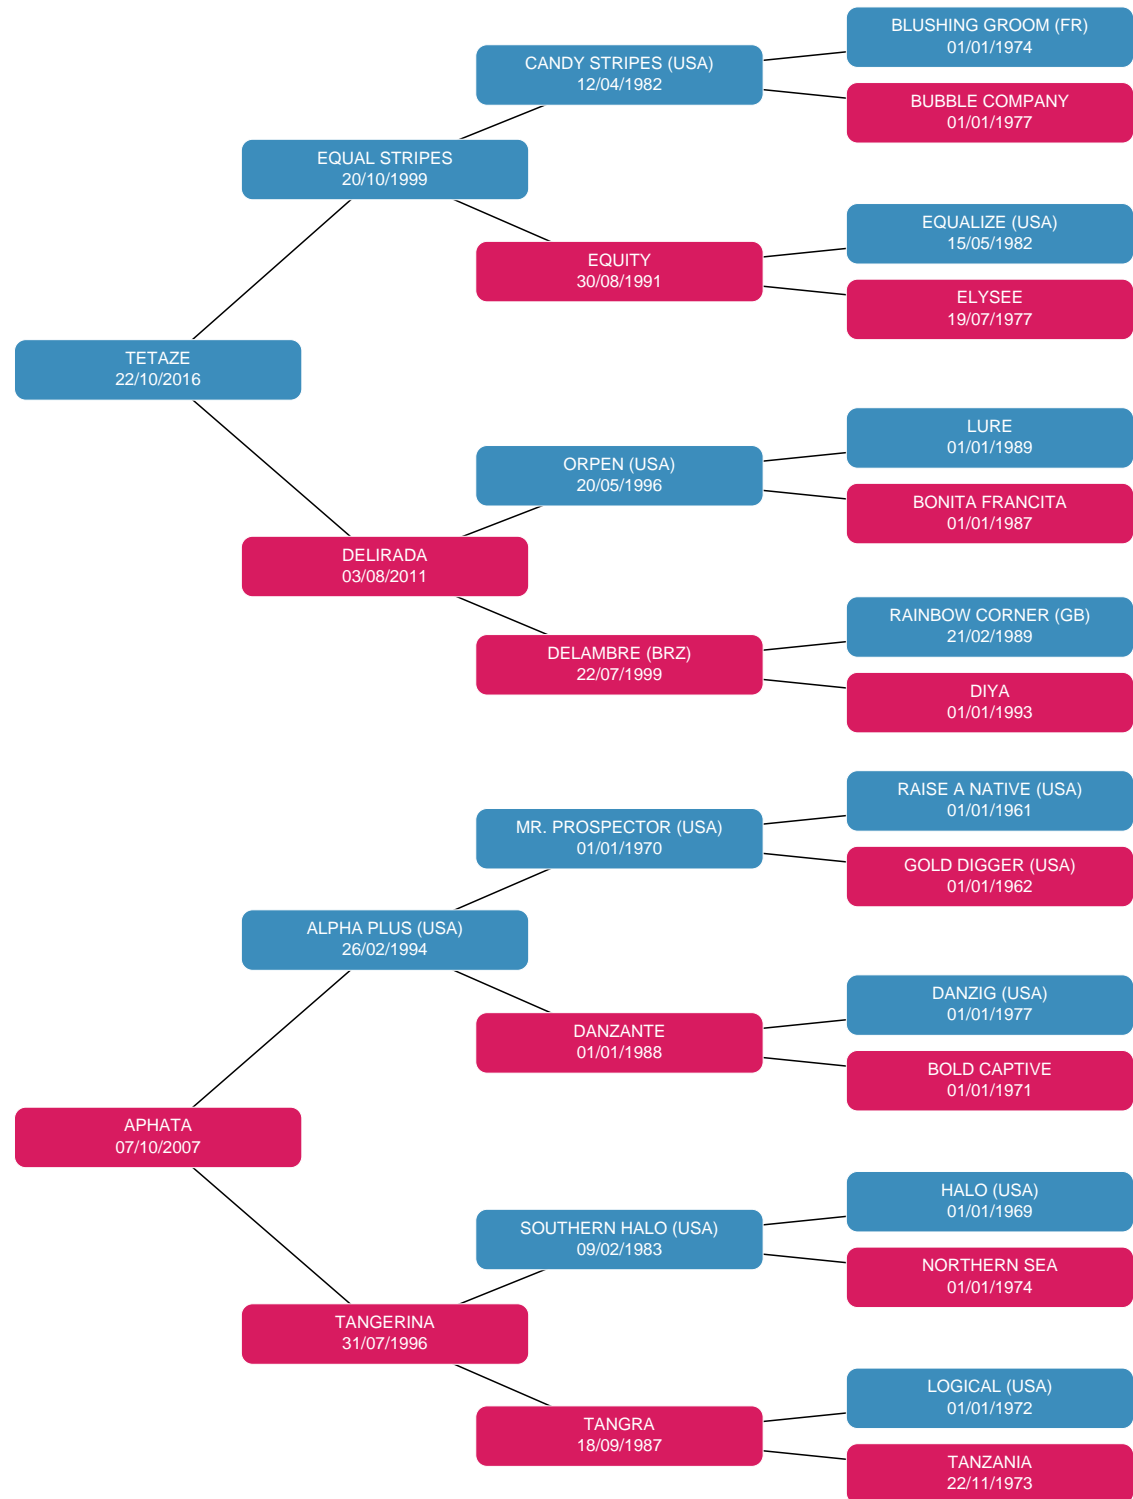 BLUSHING GROOM (FR)
01/01/1974
CANDY STRIPES (USA)
12/04/1982
BUBBLE COMPANY
01/01/1977
EQUAL STRIPES
20/10/1999
EQUALIZE (USA)
15/05/1982
EQUITY
30/08/1991
ELYSEE
19/07/1977
TETAZE
22/10/2016
LURE
01/01/1989
ORPEN (USA)
20/05/1996
BONITA FRANCITA
01/01/1987
DELIRADA
03/08/2011
RAINBOW CORNER (GB)
21/02/1989
DELAMBRE (BRZ)
22/07/1999
DIYA
01/01/1993
RAISE A NATIVE (USA)
01/01/1961
MR. PROSPECTOR (USA)
01/01/1970
GOLD DIGGER (USA)
01/01/1962
ALPHA PLUS (USA)
26/02/1994
DANZIG (USA)
01/01/1977
DANZANTE
01/01/1988
BOLD CAPTIVE
01/01/1971
APHATA
07/10/2007
HALO (USA)
01/01/1969
SOUTHERN HALO (USA)
09/02/1983
NORTHERN SEA
01/01/1974
TANGERINA
31/07/1996
LOGICAL (USA)
01/01/1972
TANGRA
18/09/1987
TANZANIA
22/11/1973